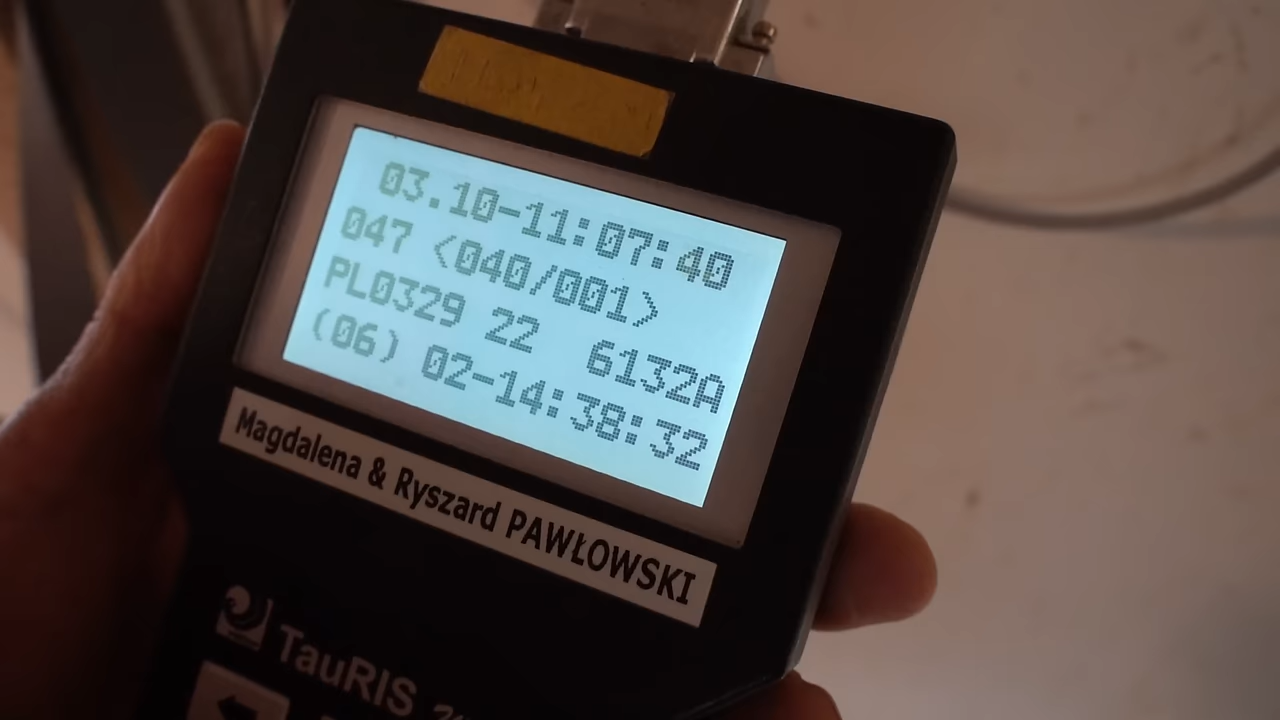 03.10-11:07:40
047 <040/001>
PL0329 22 6132A
(06) 02-14:38:32
Magdalena & Ryszard PAWŁOWSKI
TauRIS